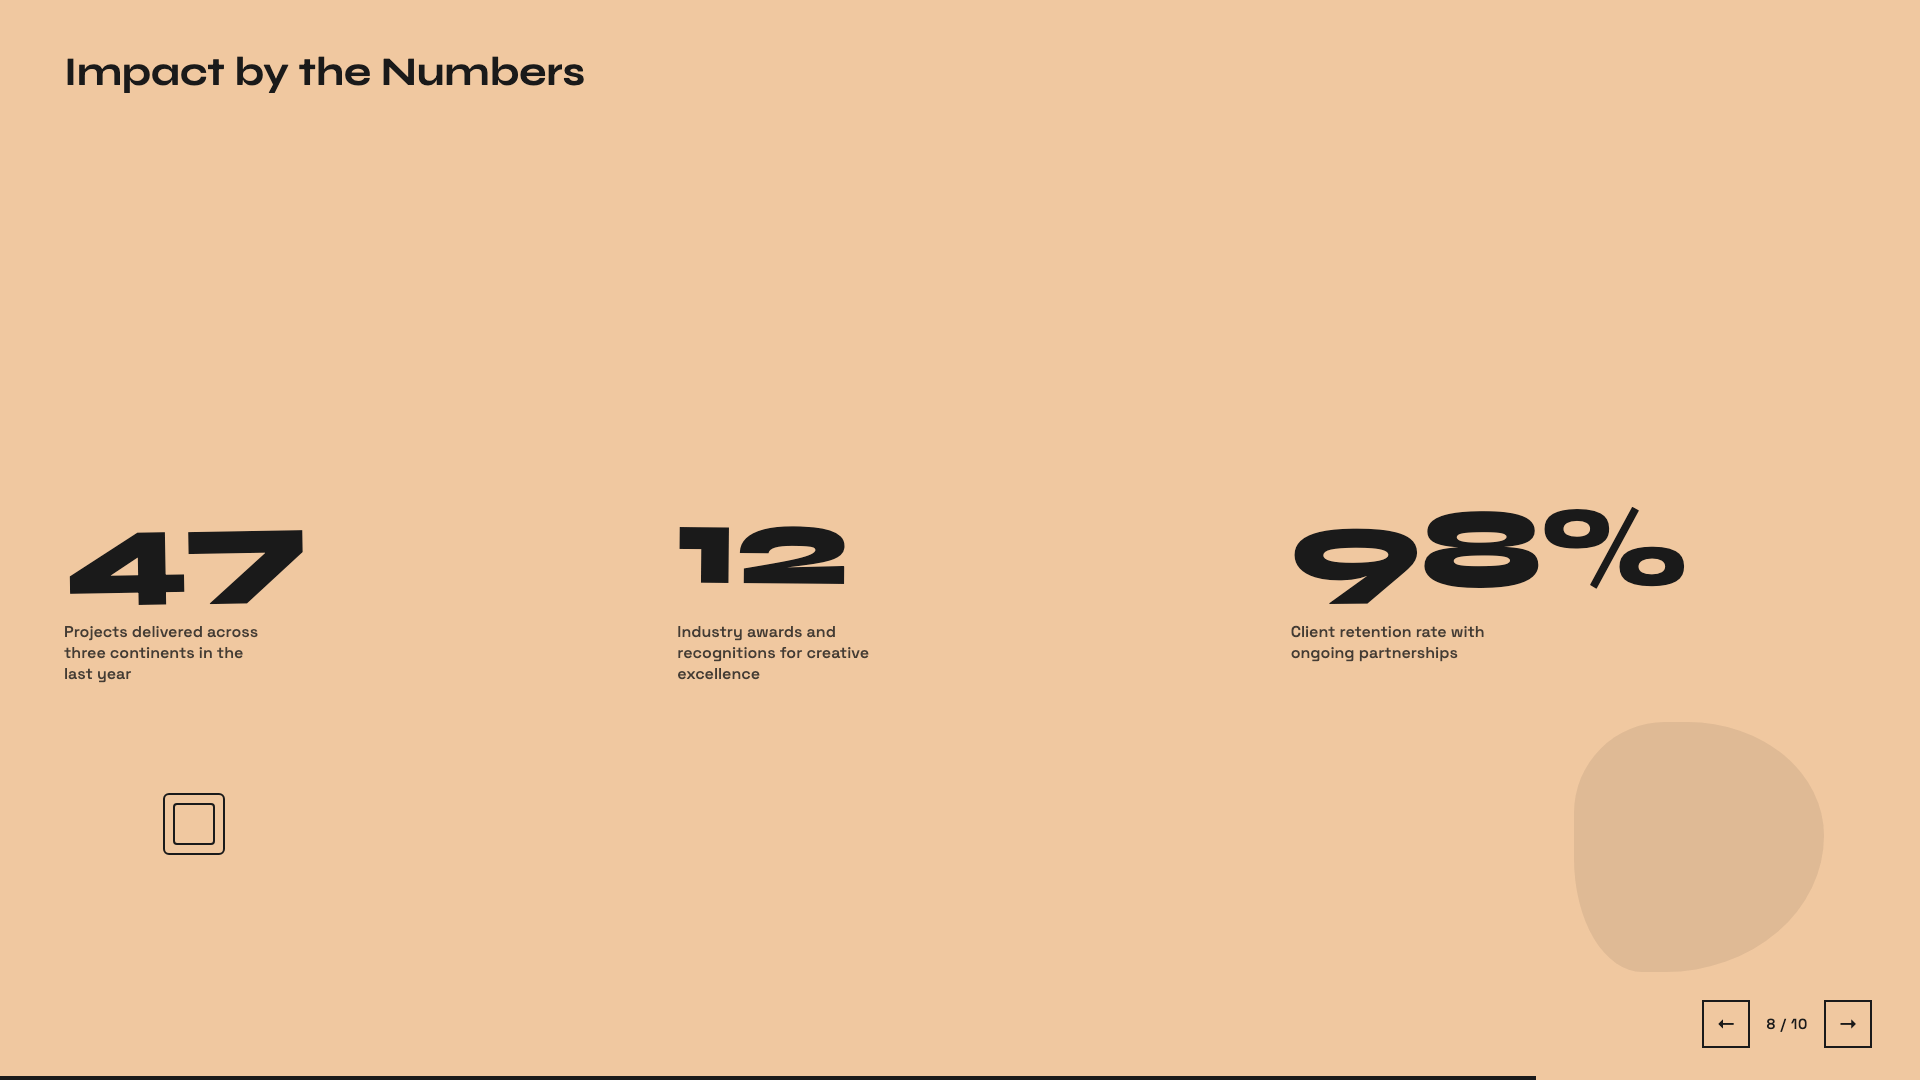 Impact by the Numbers
47
Projects delivered across
three continents in the
last year
12
Industry awards and
recognitions for creative
excellence
98%
Client retention rate with
ongoing partnerships
← 8 / 10 →